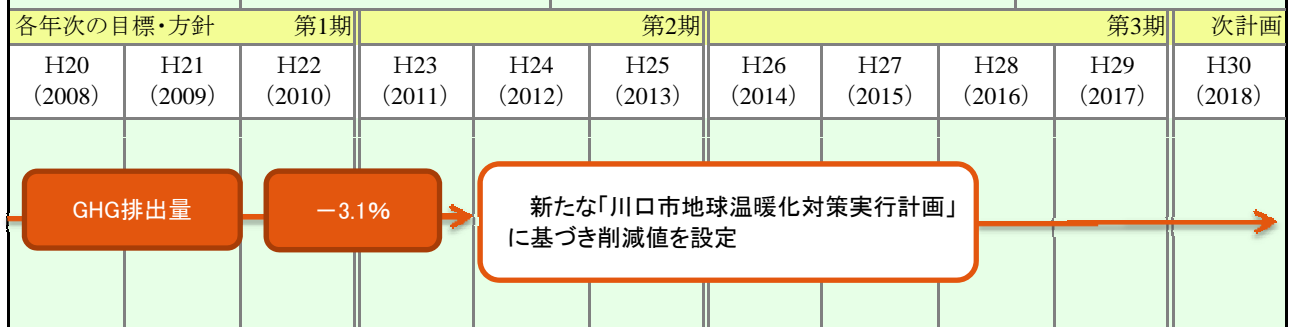 各年次の目標・方針 第1期 第2期 第3期 次計画
H20 H21 H22 H23 H24 H25 H26 H27 H28 H29 H30
（2008） （2009） （2010） （2011） （2012） （2013） （2014） （2015） （2016） （2017） （2018）
GHG排出量
－3.1％
新たな「川口市地球温暖化対策実行計画」
に基づき削減値を設定